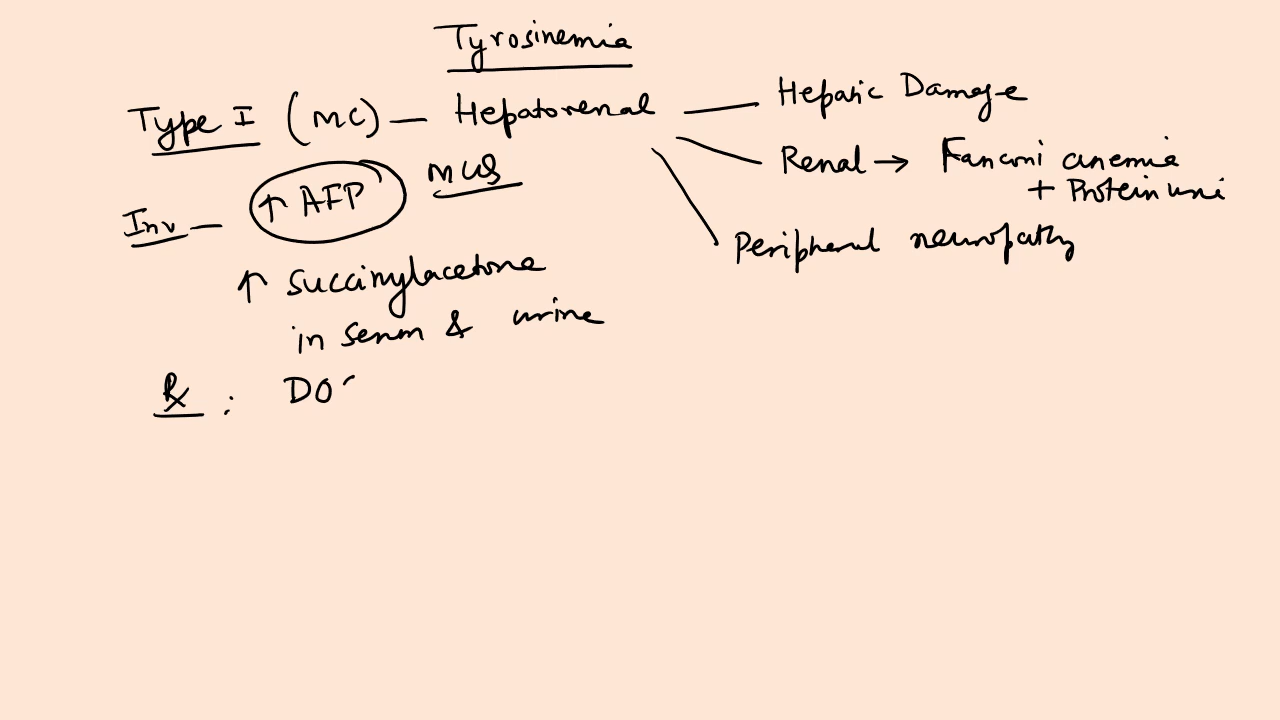 Tyrosinemia
Type I (MC) — Hepatorenal — Hepatic Damage
Renal → Fanconi anemia
+ Proteinuri
Peripheral neuropathy
Inv — ↑ AFP MCQ
↑ Succinylacetone
in serum & urine
Rx : DO